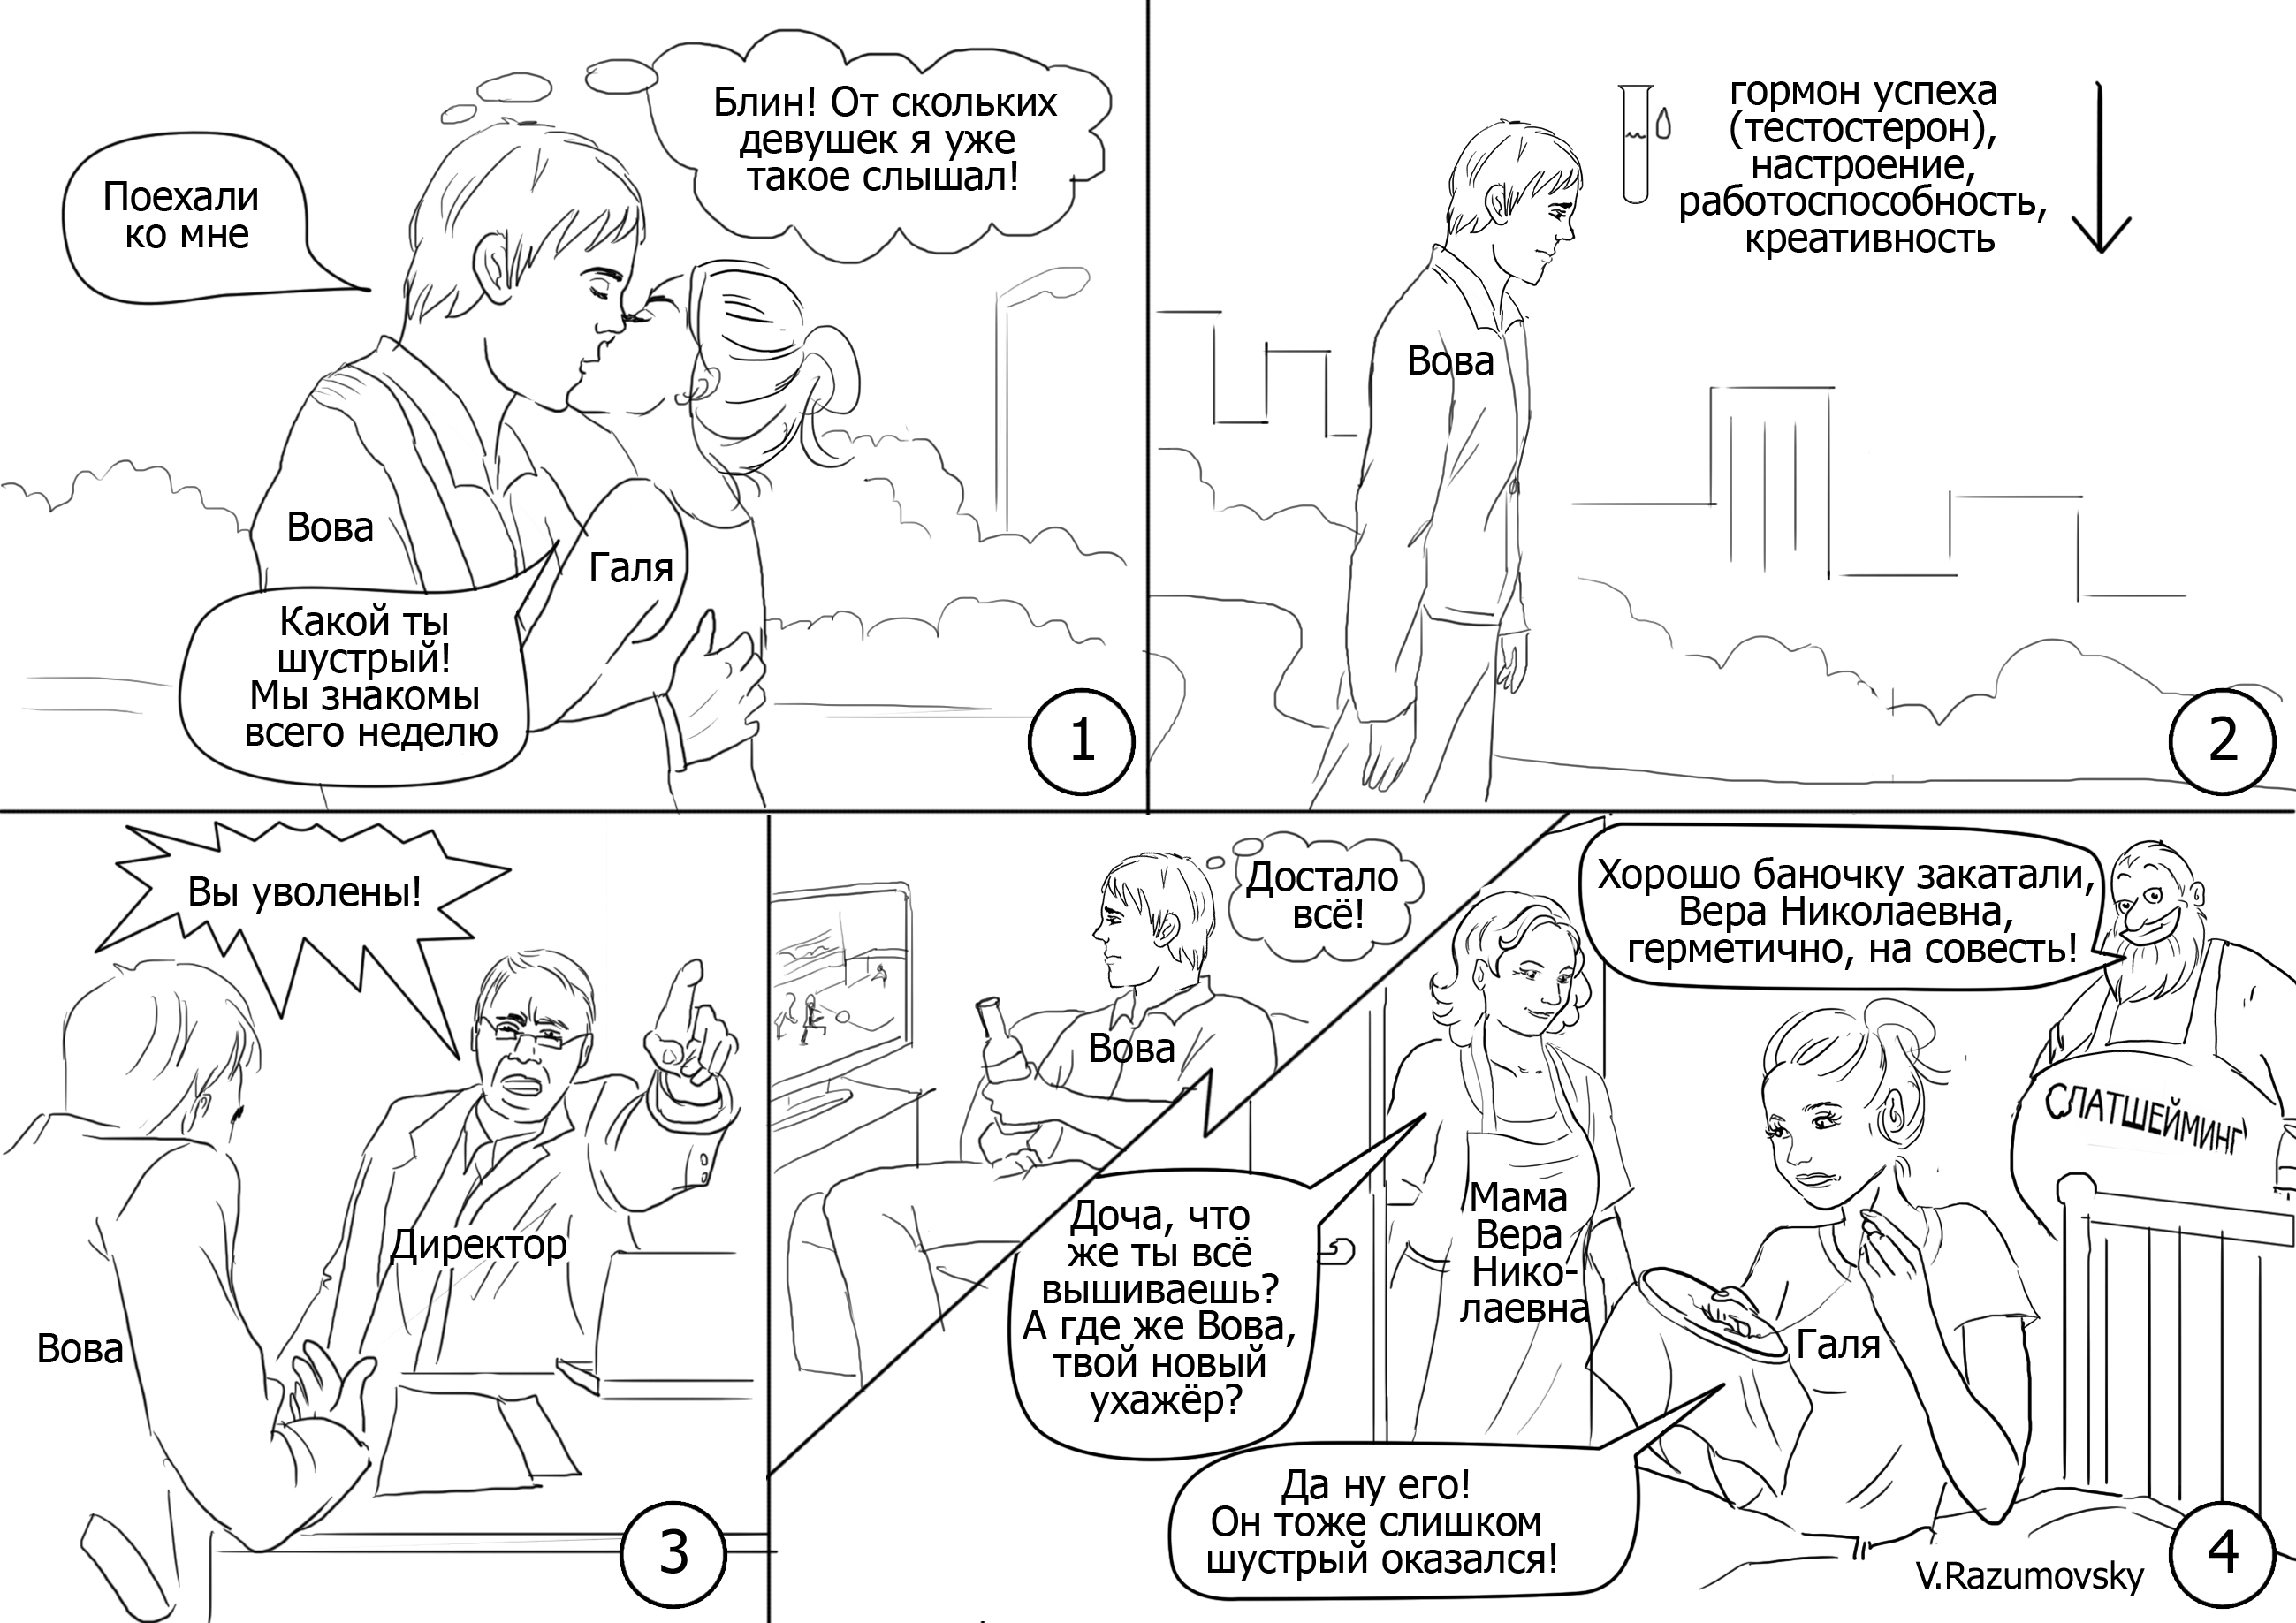 Поехали
ко мне
Блин! От скольких
девушек я уже
такое слышал!
Вова
Галя
Какой ты
шустрый!
Мы знакомы
всего неделю
1
гормон успеха
(тестостерон),
настроение,
работоспособность,
креативность
Вова
2
Вы уволены!
Директор
Вова
3
Достало
всё!
Вова
Хорошо баночку закатали,
Вера Николаевна,
герметично, на совесть!
СЛАТШЕЙМИНГ
Доча, что
же ты всё
вышиваешь?
А где же Вова,
твой новый
ухажёр?
Мама
Вера
Нико-
лаевна
Галя
Да ну его!
Он тоже слишком
шустрый оказался!
V.Razumovsky
4